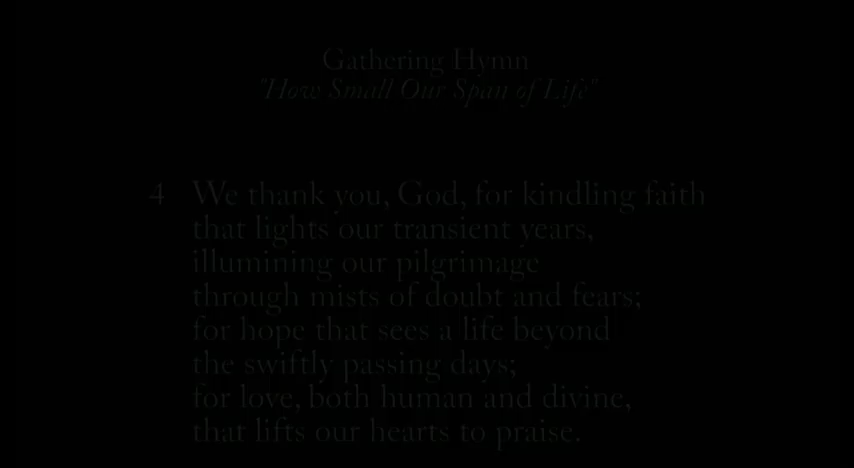 Gathering Hymn
"How Small Our Span of Life"
4 We thank you, God, for kindling faith
that lights our transient years,
illumining our pilgrimage
through mists of doubt and fears;
for hope that sees a life beyond
the swiftly passing days;
for love, both human and divine,
that lifts our hearts to praise.